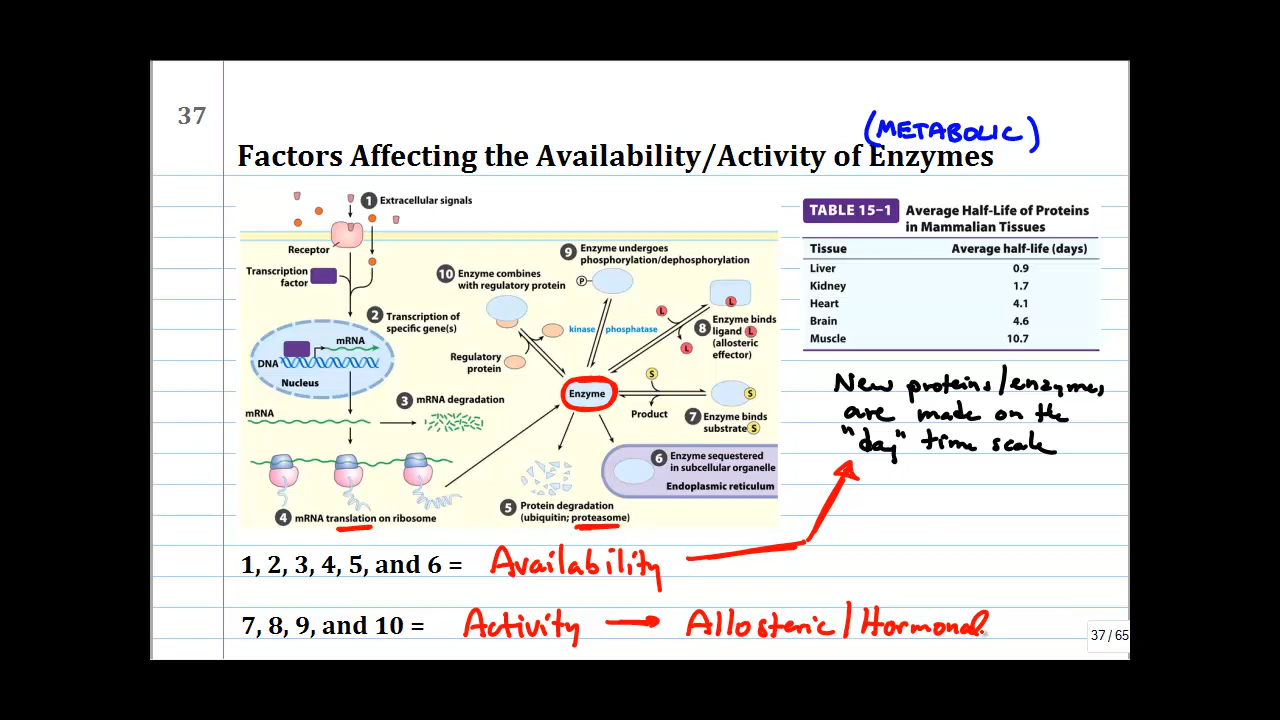 37
(METABOLIC)
Factors Affecting the Availability/Activity of Enzymes
1 Extracellular signals
Receptor
Transcription
factor
2 Transcription of
specific gene(s)
mRNA
DNA
Nucleus
mRNA
3 mRNA degradation
4 mRNA translation on ribosome
10 Enzyme combines
with regulatory protein
Regulatory
protein
9 Enzyme undergoes
phosphorylation/dephosphorylation
P
kinase
phosphatase
L
L
L
8 Enzyme binds
ligand L
(allosteric
effector)
Enzyme
S
S
Product
7 Enzyme binds
substrate S
6 Enzyme sequestered
in subcellular organelle
Endoplasmic reticulum
5 Protein degradation
(ubiquitin; proteasome)
TABLE 15–1 Average Half-Life of Proteins
in Mammalian Tissues
Tissue Average half-life (days)
Liver 0.9
Kidney 1.7
Heart 4.1
Brain 4.6
Muscle 10.7
New proteins/enzymes
are made on the
"day" time scale
1, 2, 3, 4, 5, and 6 = Availability
7, 8, 9, and 10 = Activity → Allosteric/Hormonal
37 / 65